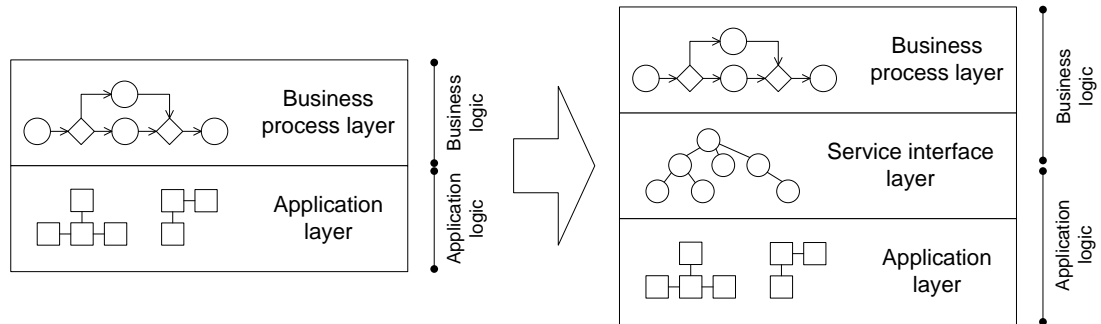 Business
process layer
Business
logic
Application
layer
Application
logic
Business
process layer
Service interface
layer
Application
layer
Business
logic
Application
logic